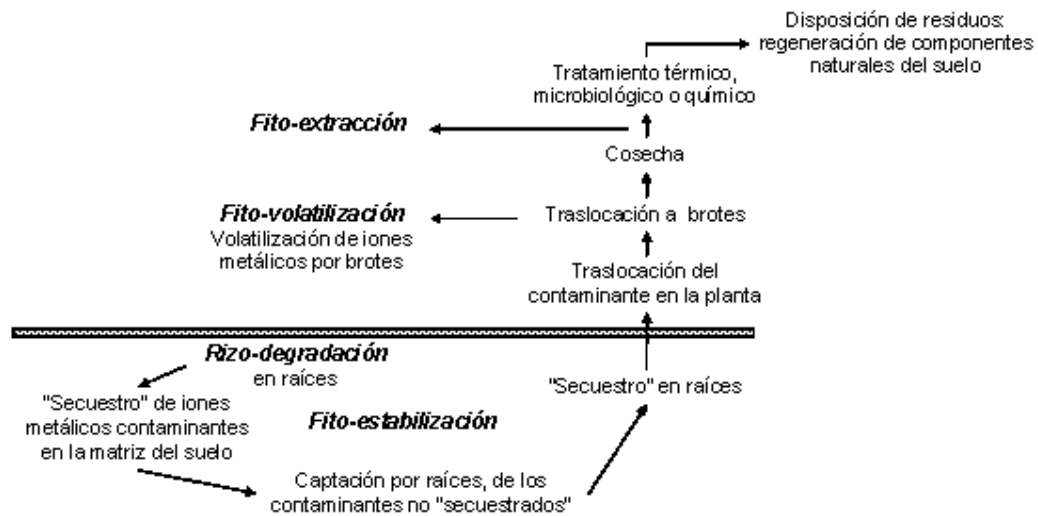 Disposición de residuos:
regeneración de componentes
naturales del suelo
Tratamiento térmico,
microbiológico o químico
Fito-extracción
Cosecha
Fito-volatilización
Volatilización de iones
metálicos por brotes
Traslocación a brotes
Traslocación del
contaminante en la planta
Rizo-degradación
en raíces
"Secuestro" de iones
metálicos contaminantes
en la matriz del suelo
Fito-estabilización
"Secuestro" en raíces
Captación por raíces, de los
contaminantes no "secuestrados"